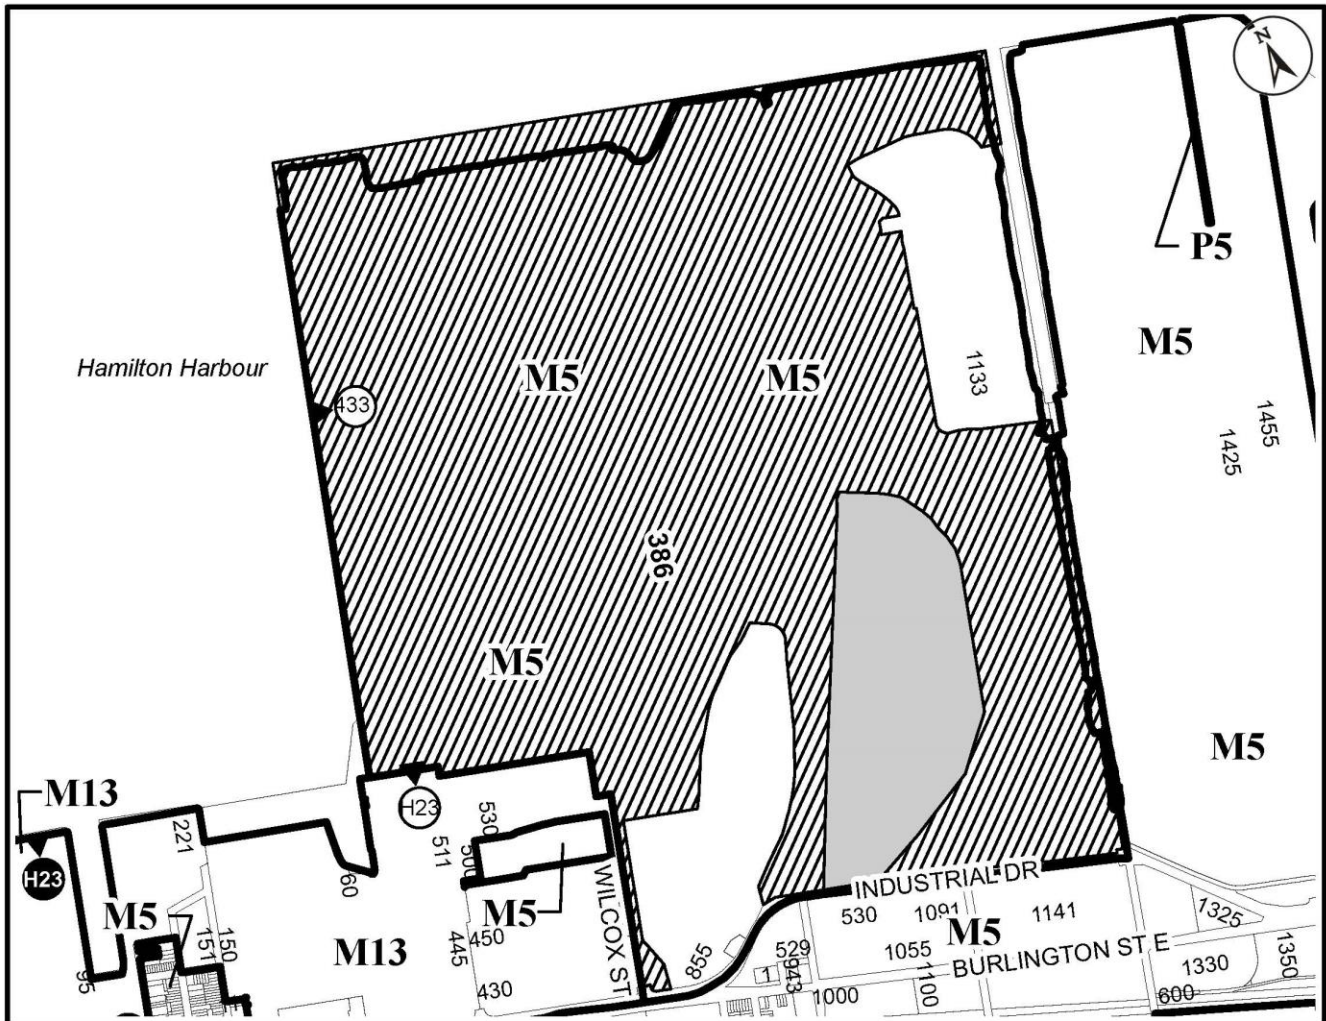 N
P5
M5
Hamilton Harbour
M5
M5
433
1133
1455
1425
386
M5
M5
M13
H23
221
530
511
500
60
H23
M5
M5
WILCOX ST
INDUSTRIAL DR
530
1091
1141
1325
151
150
M13
445
450
855
529
1055
M5
BURLINGTON ST E
1330
1350
95
430
1
943
1000
1100
600